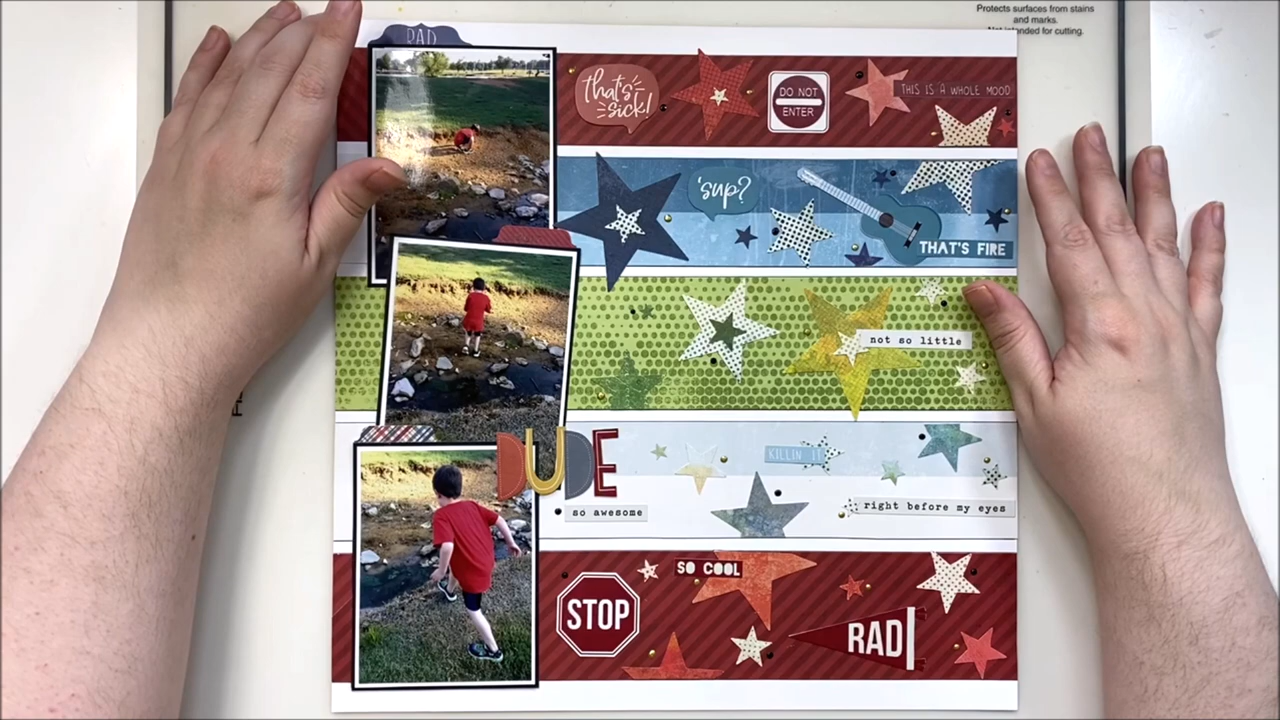 Protects surfaces from stains
and marks.
Not intended for cutting.
RAD
that's
sick!
DO NOT
ENTER
THIS IS A WHOLE MOOD
'sup?
THAT'S FIRE
not so little
DUDE
KILLIN IT
so awesome
right before my eyes
SO COOL
STOP
RAD